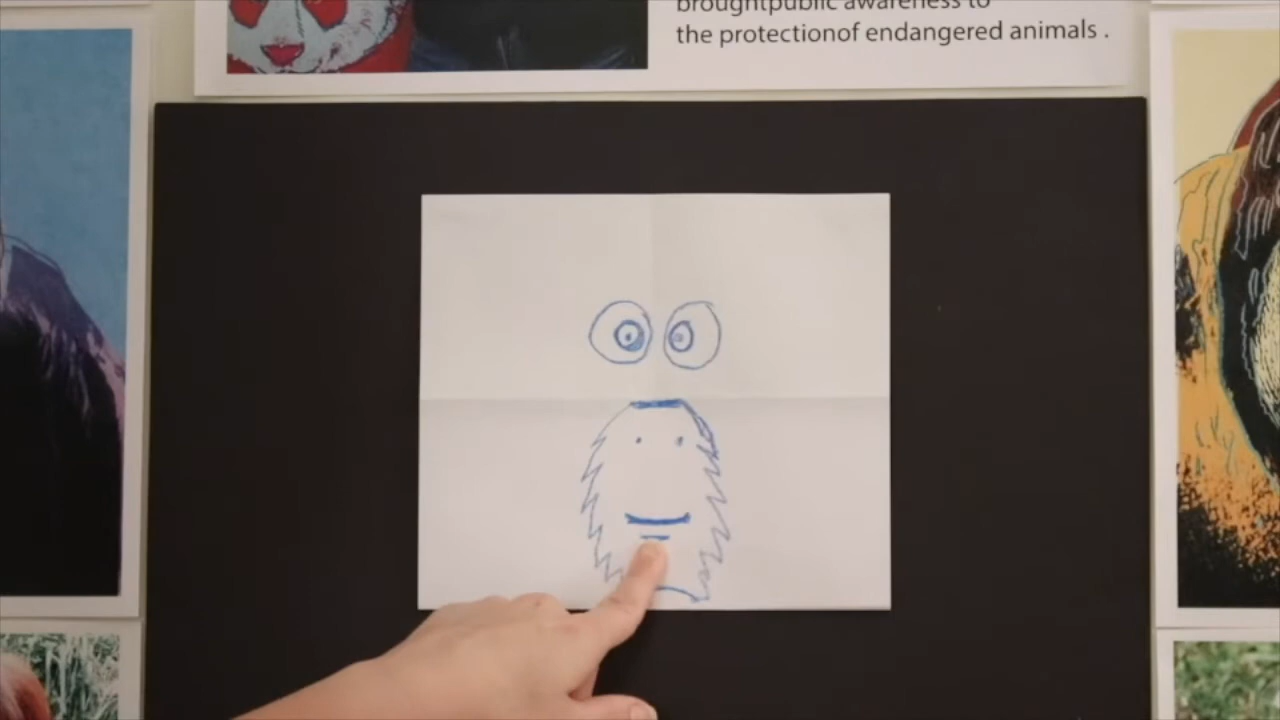 broughtpublic awareness to
the protectionof endangered animals .